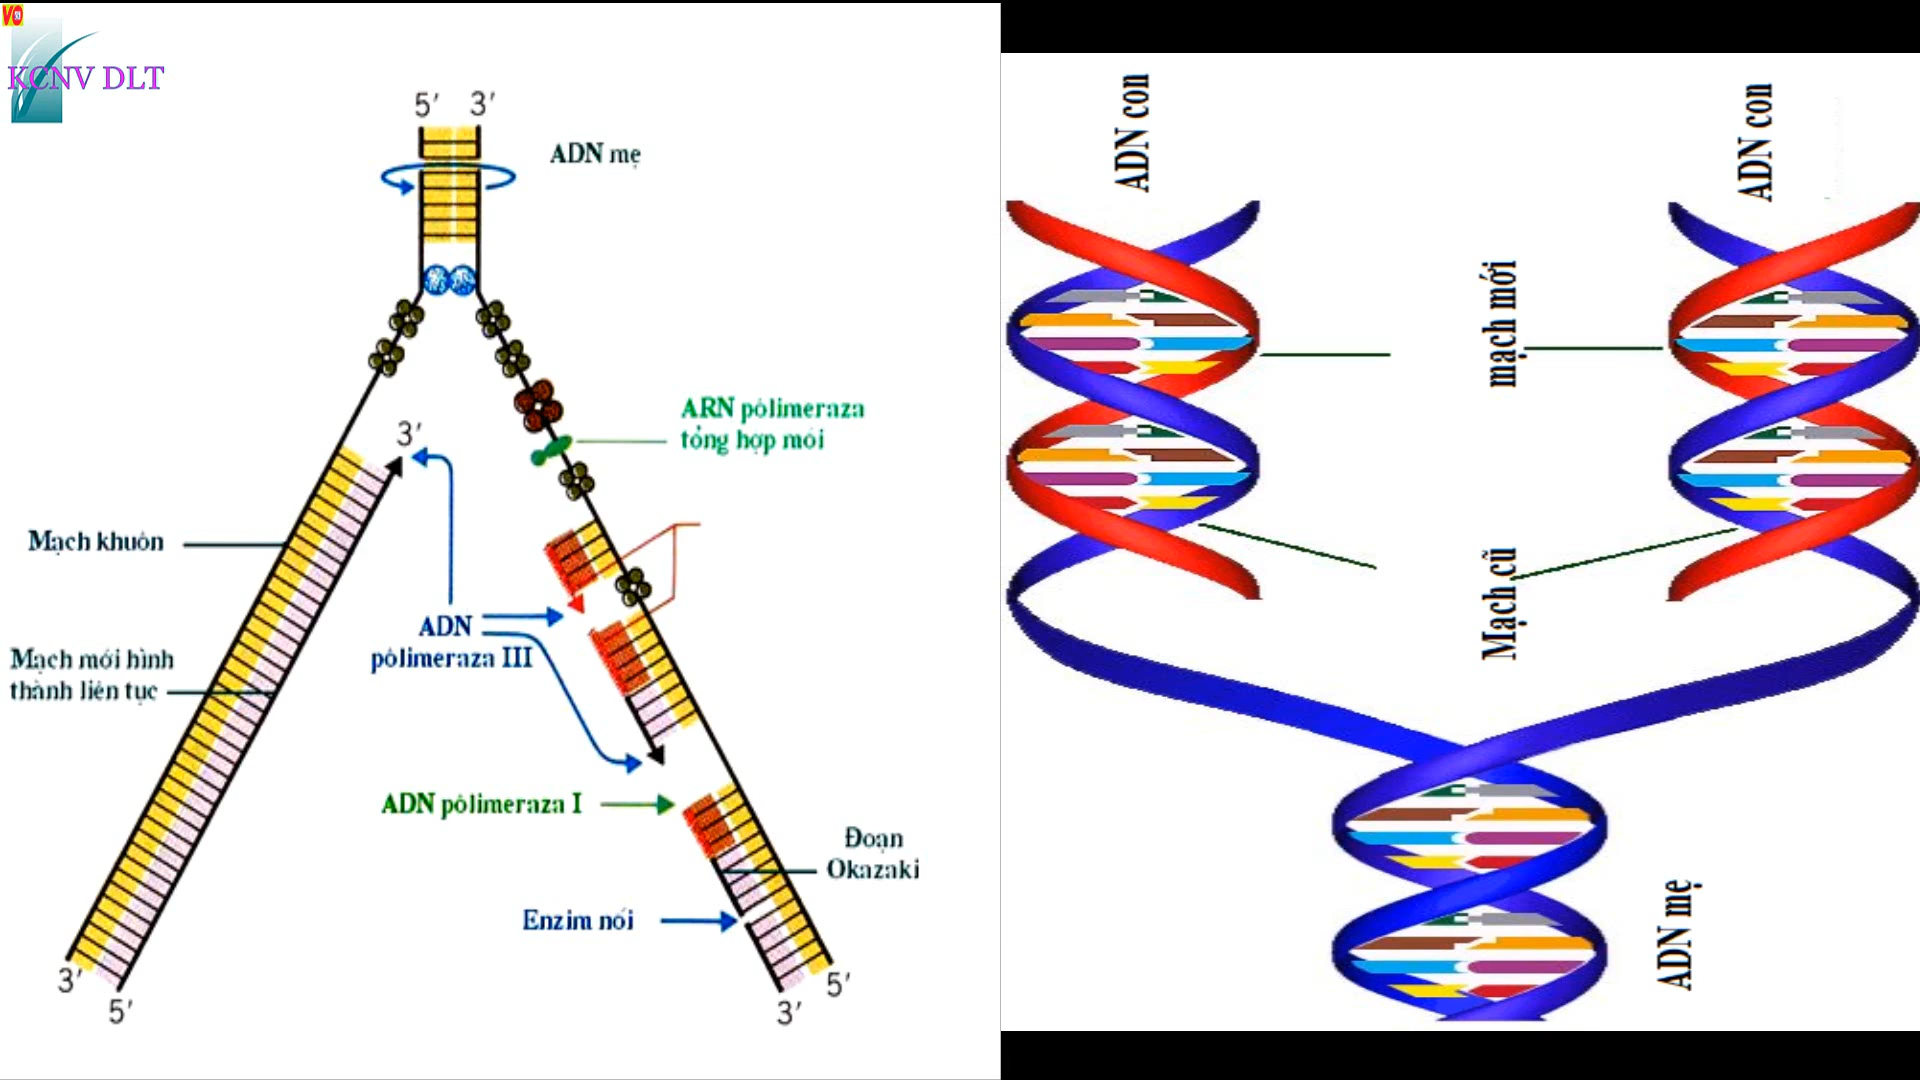 KCNV DLT
5' 3'
ADN mẹ
ARN pôlimeraza
tổng hợp mồi
3'
Mạch khuôn
ADN
pôlimeraza III
Mạch mới hình
thành liên tục
ADN pôlimeraza I
Đoạn
Okazaki
Enzim nối
3'
5'
5'
3'
ADN con
ADN con
mạch mới
Mạch cũ
ADN mẹ